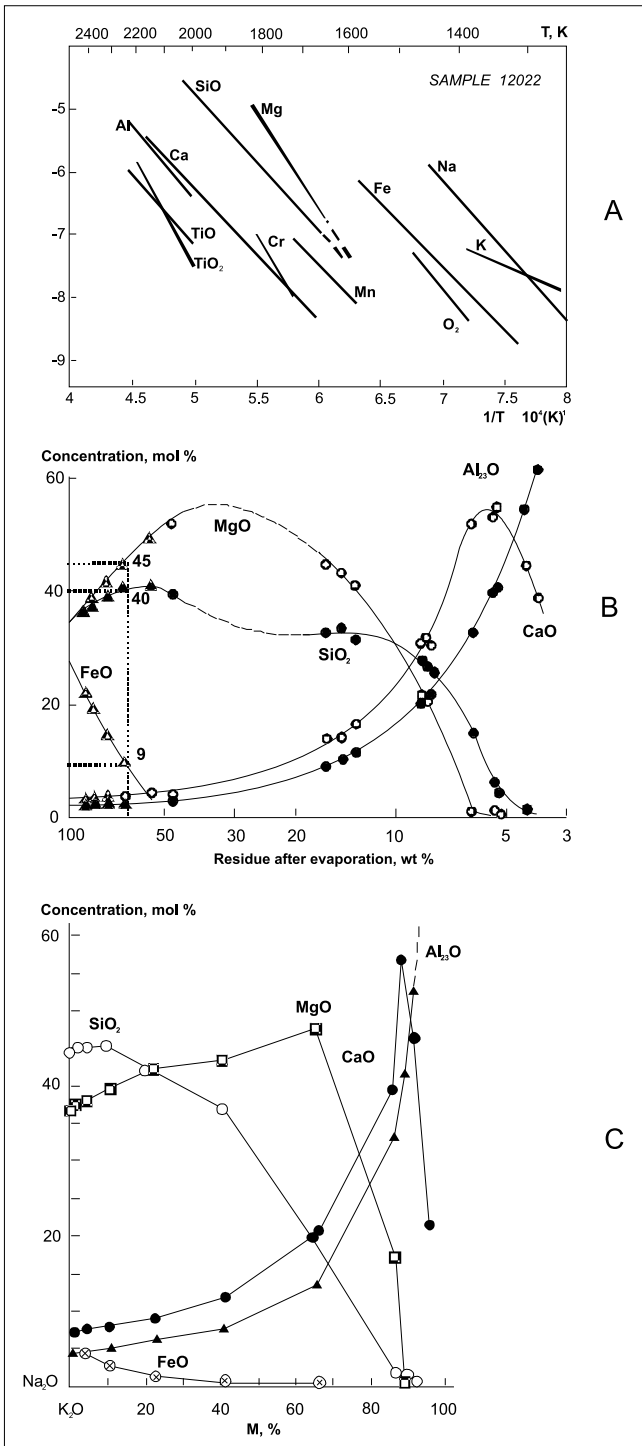 2400 2200 2000 1800 1600 1400 T, K
SAMPLE 12022
SiO
Mg
-5
Al
Ca
Na
-6
Fe
A
K
TiO
-7
Cr
TiO2
Mn
-8
O2
-9
4 4.5 5 5.5 6 6.5 7 7.5 8
1/T 10⁴(K)¹
Concentration, mol %
60
Al23O
MgO
45
40
40
B
SiO2
CaO
FeO
20
9
0
100 50 30 20 10 5 3
Residue after evaporation, wt %
Concentration, mol %
60
Al23O
MgO
SiO2
CaO
40
C
20
FeO
Na2O
K2O 20 40 60 80 100
M, %